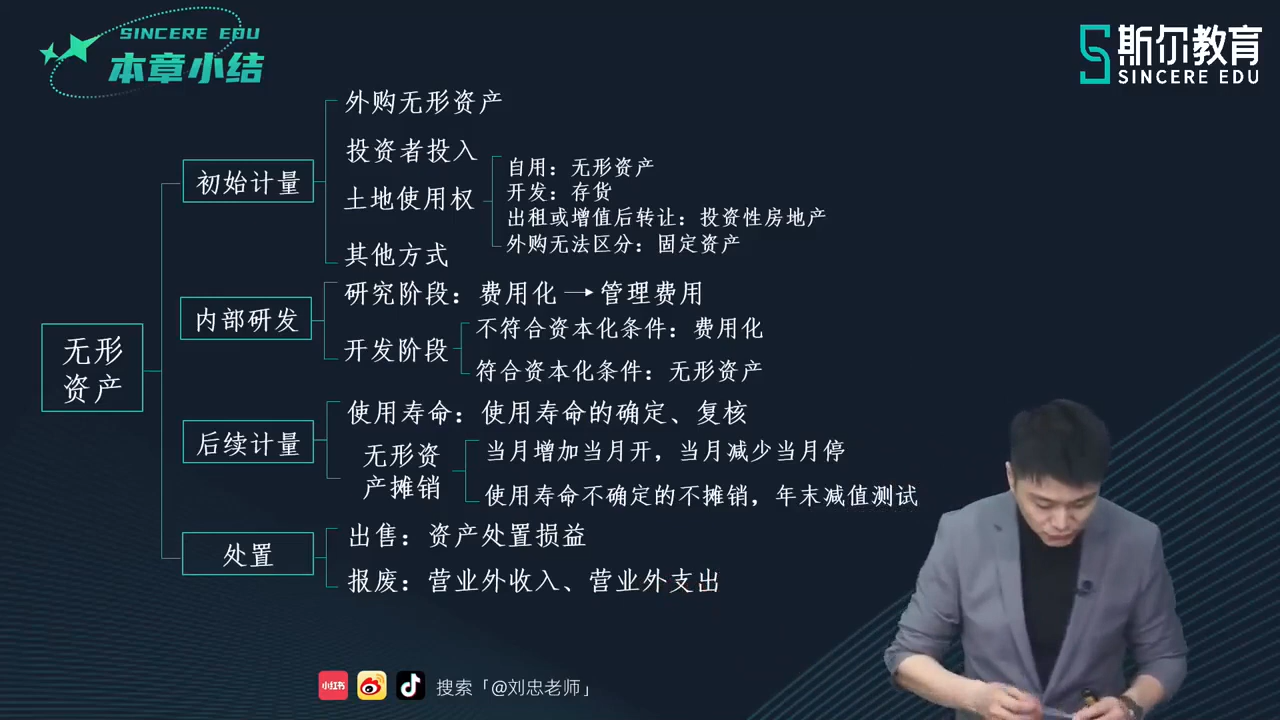 SINCERE EDU
本章小结
斯尔教育
SINCERE EDU
无形
资产
初始计量
外购无形资产
投资者投入
土地使用权
自用：无形资产
开发：存货
出租或增值后转让：投资性房地产
外购无法区分：固定资产
其他方式
内部研发
研究阶段：费用化→管理费用
开发阶段
不符合资本化条件：费用化
符合资本化条件：无形资产
后续计量
使用寿命：使用寿命的确定、复核
无形资
产摊销
当月增加当月开，当月减少当月停
使用寿命不确定的不摊销，年末减值测试
处置
出售：资产处置损益
报废：营业外收入、营业外支出
小红书
搜索「@刘忠老师」